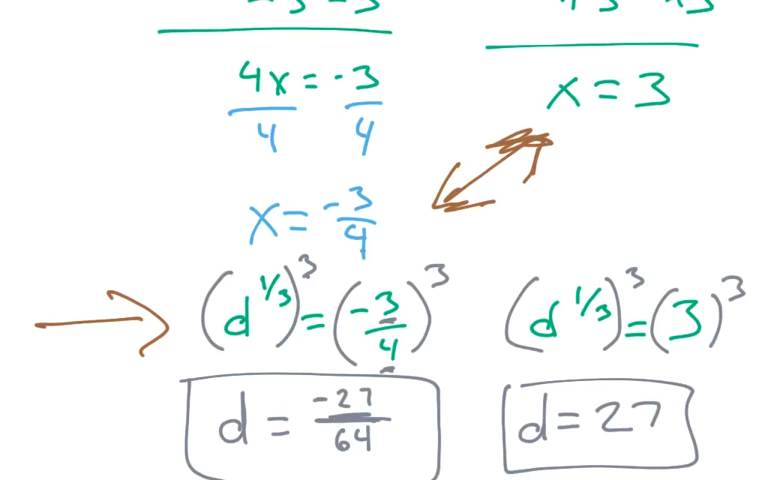 4x = -3
4 4
x = 3
x = -3/4
(d^1/3)^3 = (-3/4)^3
(d^1/3)^3 = (3)^3
d = -27/64
d = 27